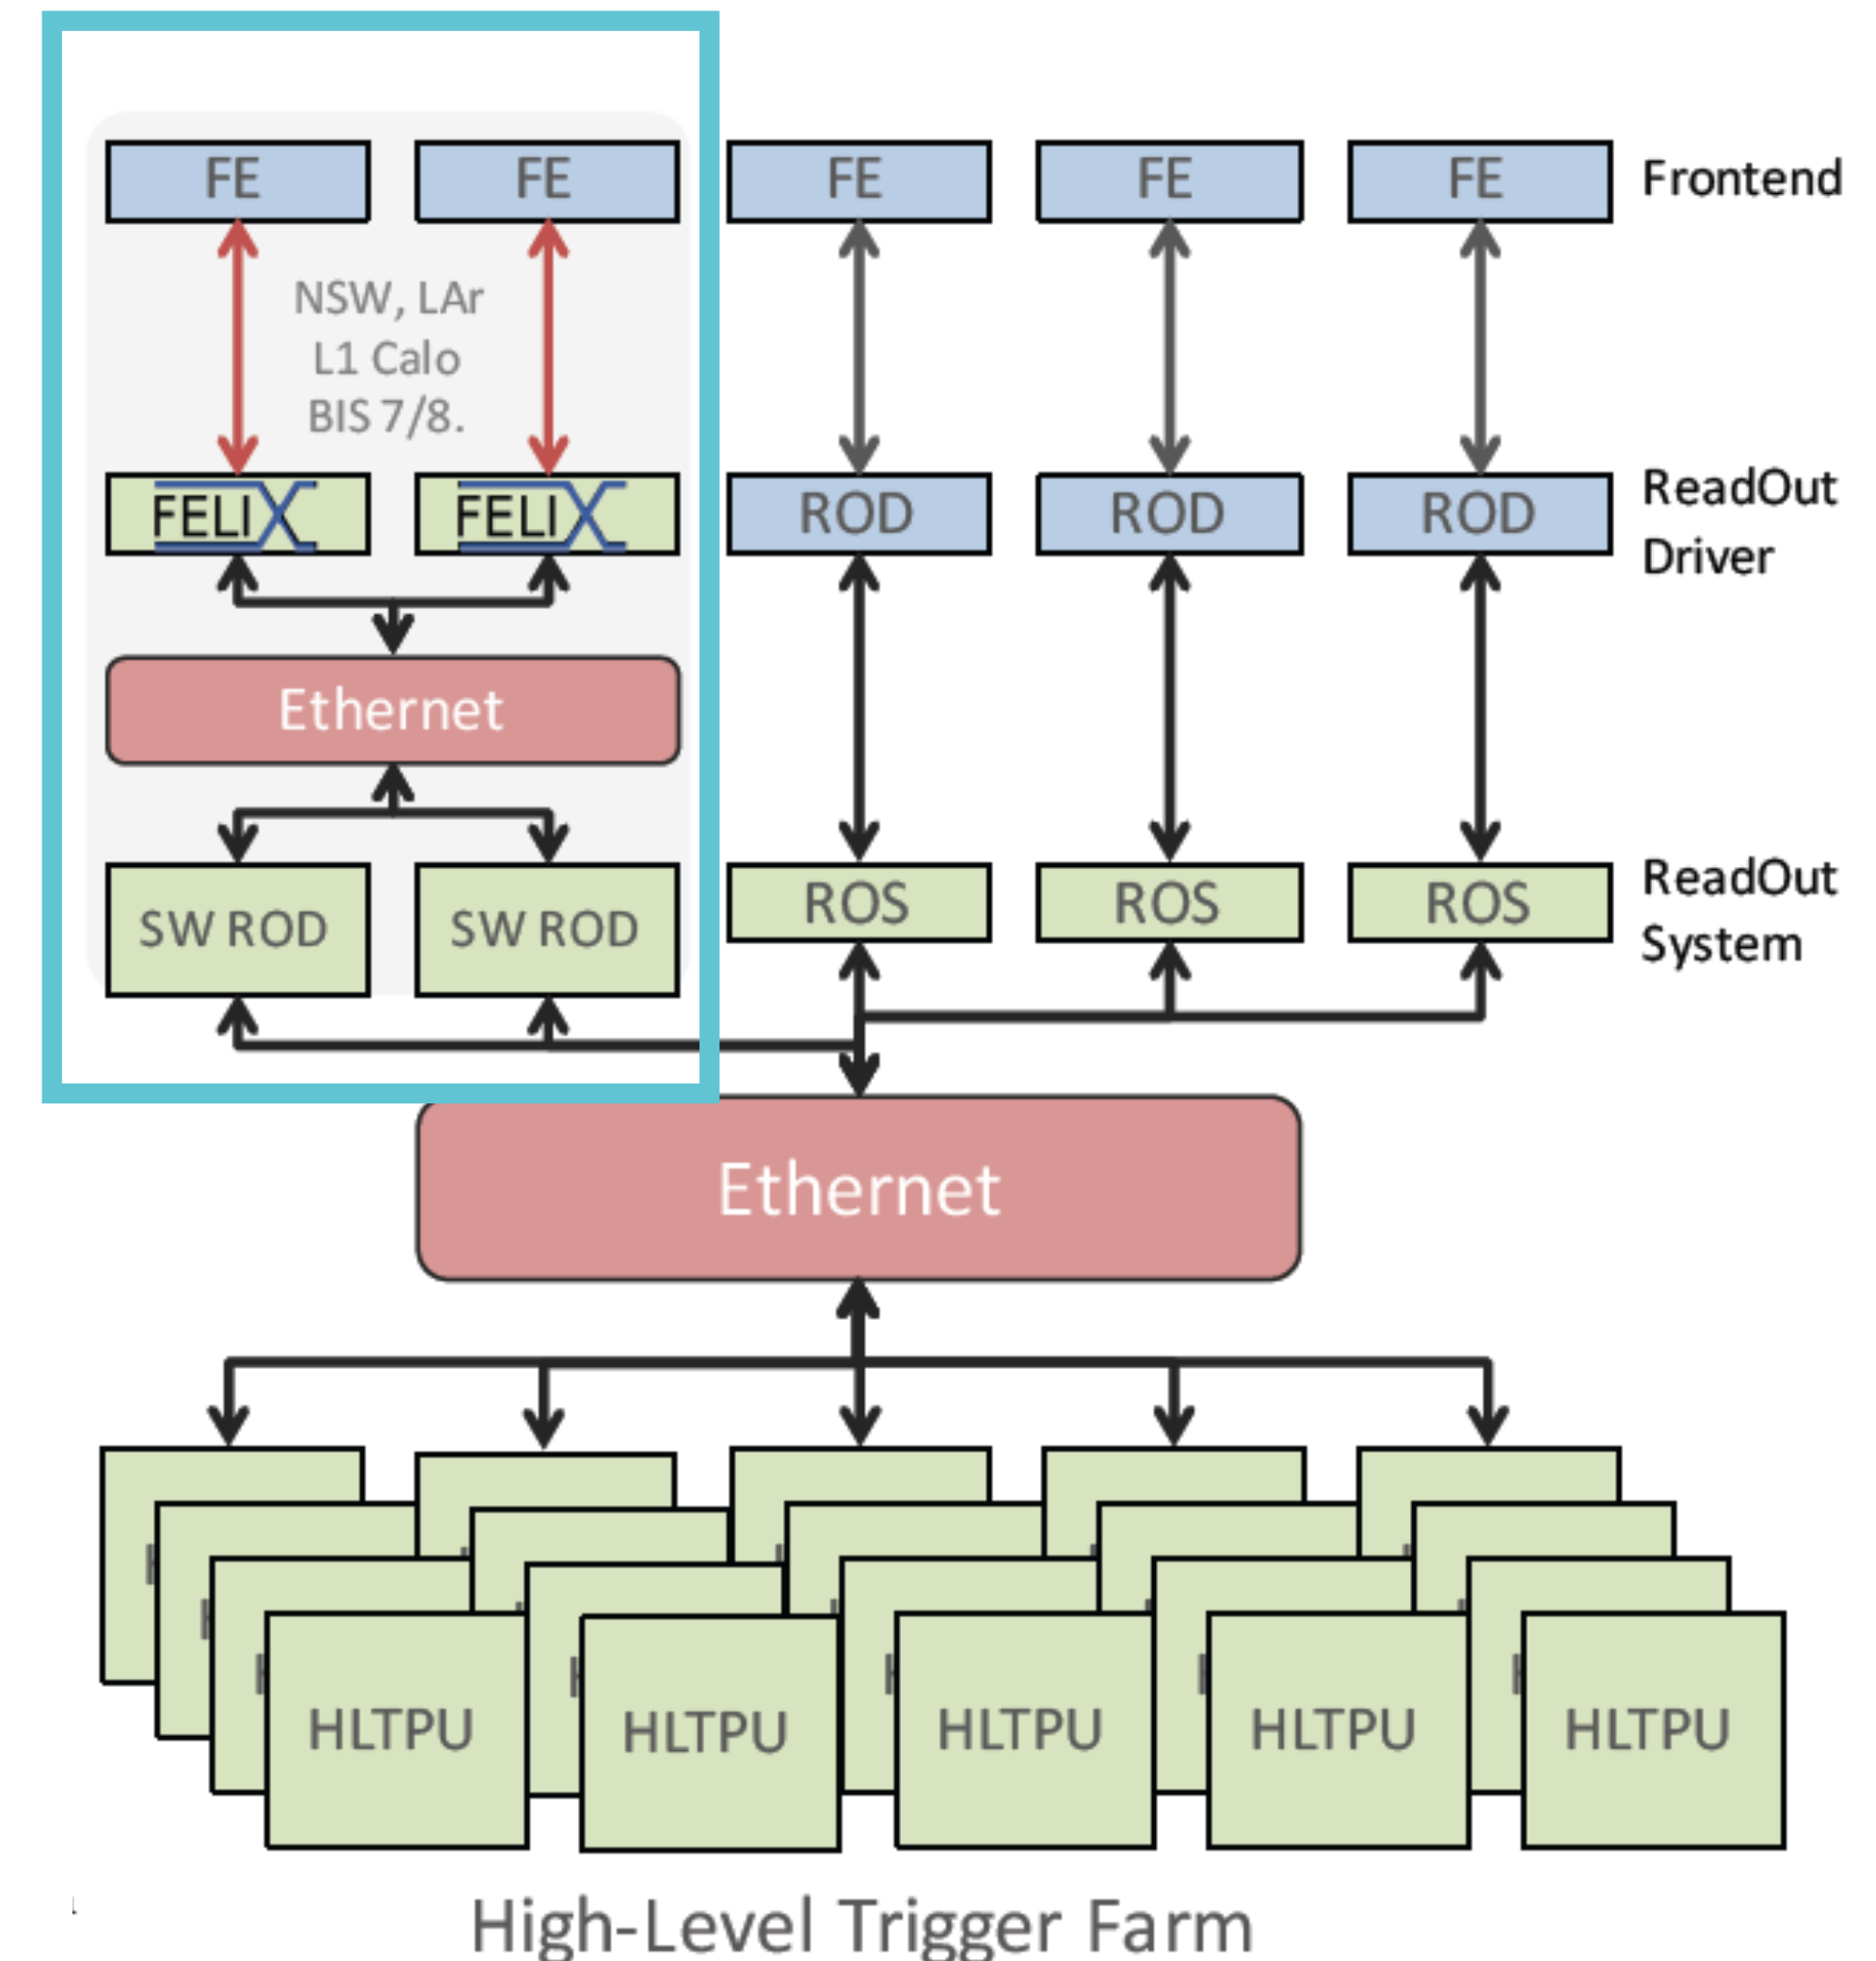 FE FE FE FE FE Frontend
NSW, LAr
L1 Calo
BIS 7/8.
FELIX FELIX ROD ROD ROD ReadOut
Driver
Ethernet
SW ROD SW ROD ROS ROS ROS ReadOut
System
Ethernet
HLTPU HLTPU HLTPU HLTPU HLTPU
High-Level Trigger Farm